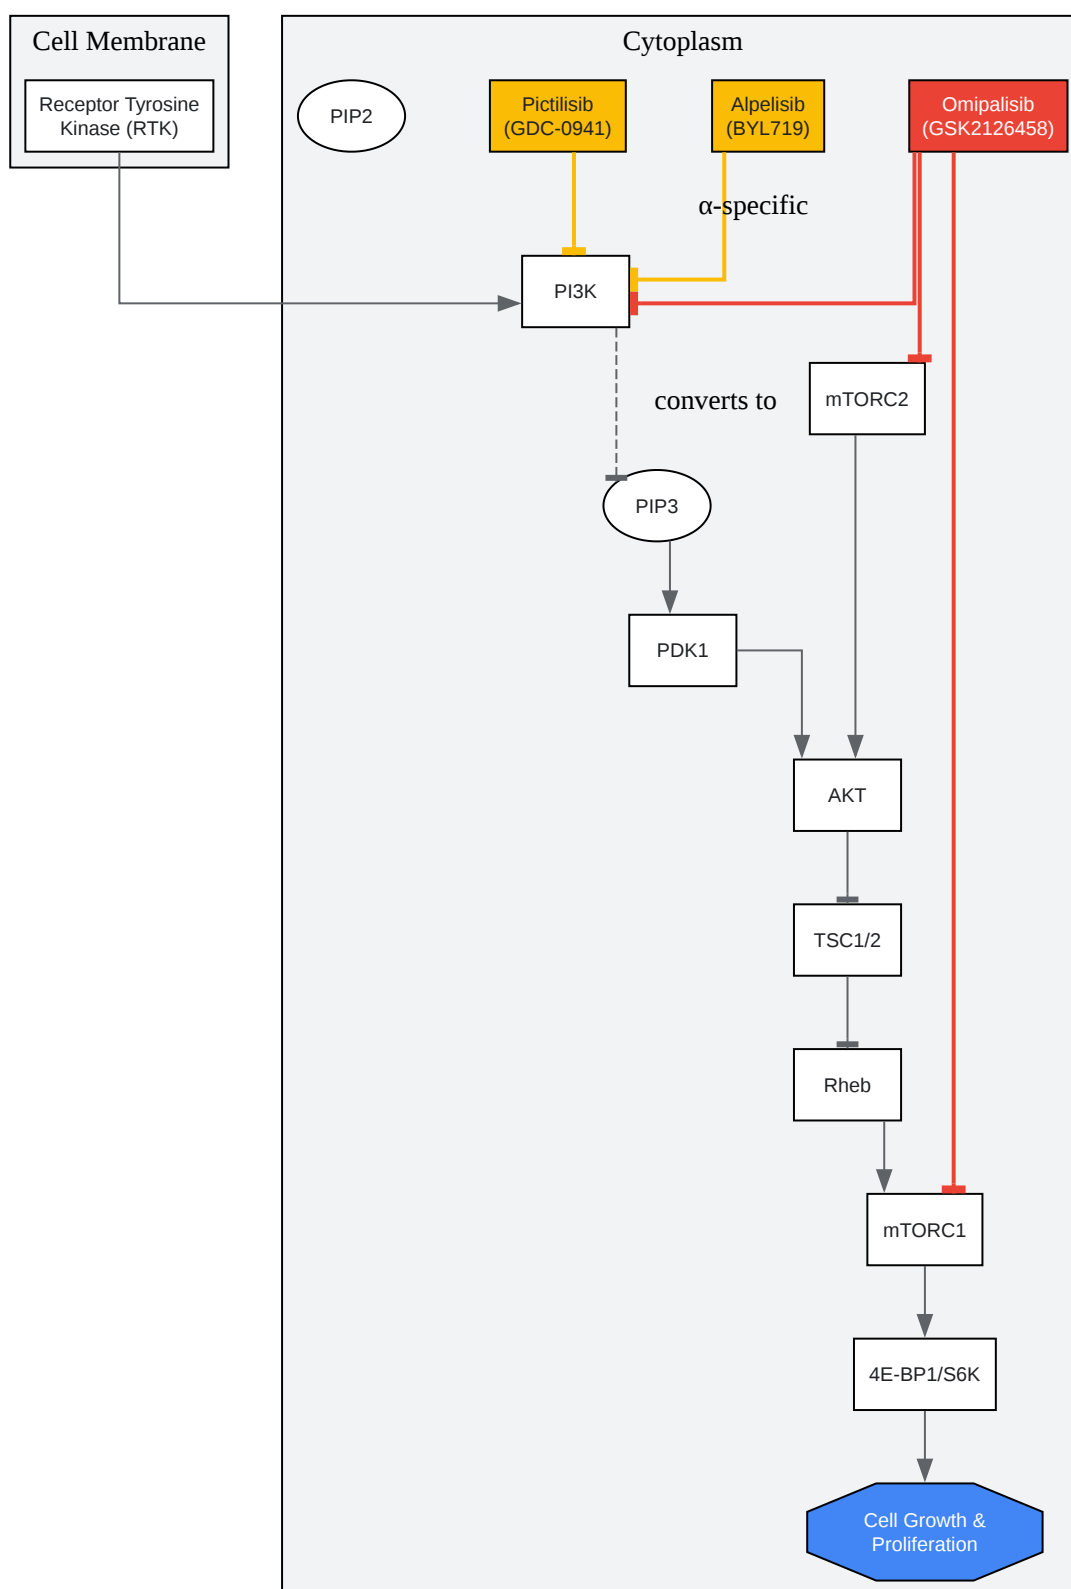 Cell Membrane
Cytoplasm
Receptor Tyrosine
Kinase (RTK)
PIP2
Pictilisib
(GDC-0941)
Alpelisib
(BYL719)
Omipalisib
(GSK2126458)
α-specific
PI3K
converts to
mTORC2
PIP3
PDK1
AKT
TSC1/2
Rheb
mTORC1
4E-BP1/S6K
Cell Growth &
Proliferation